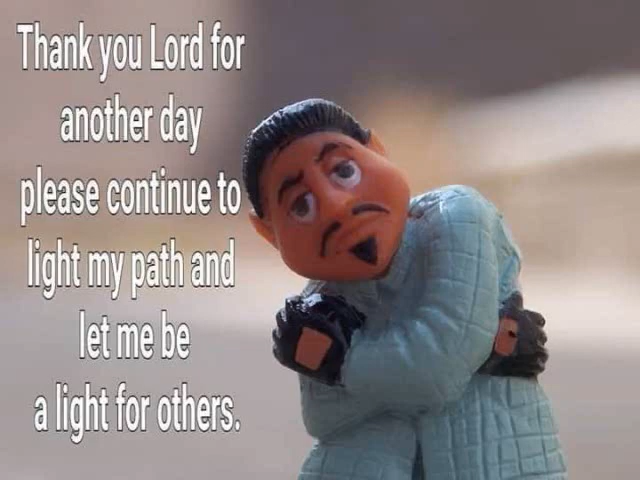 Thank you Lord for
another day
please continue to
light my path and
let me be
a light for others.